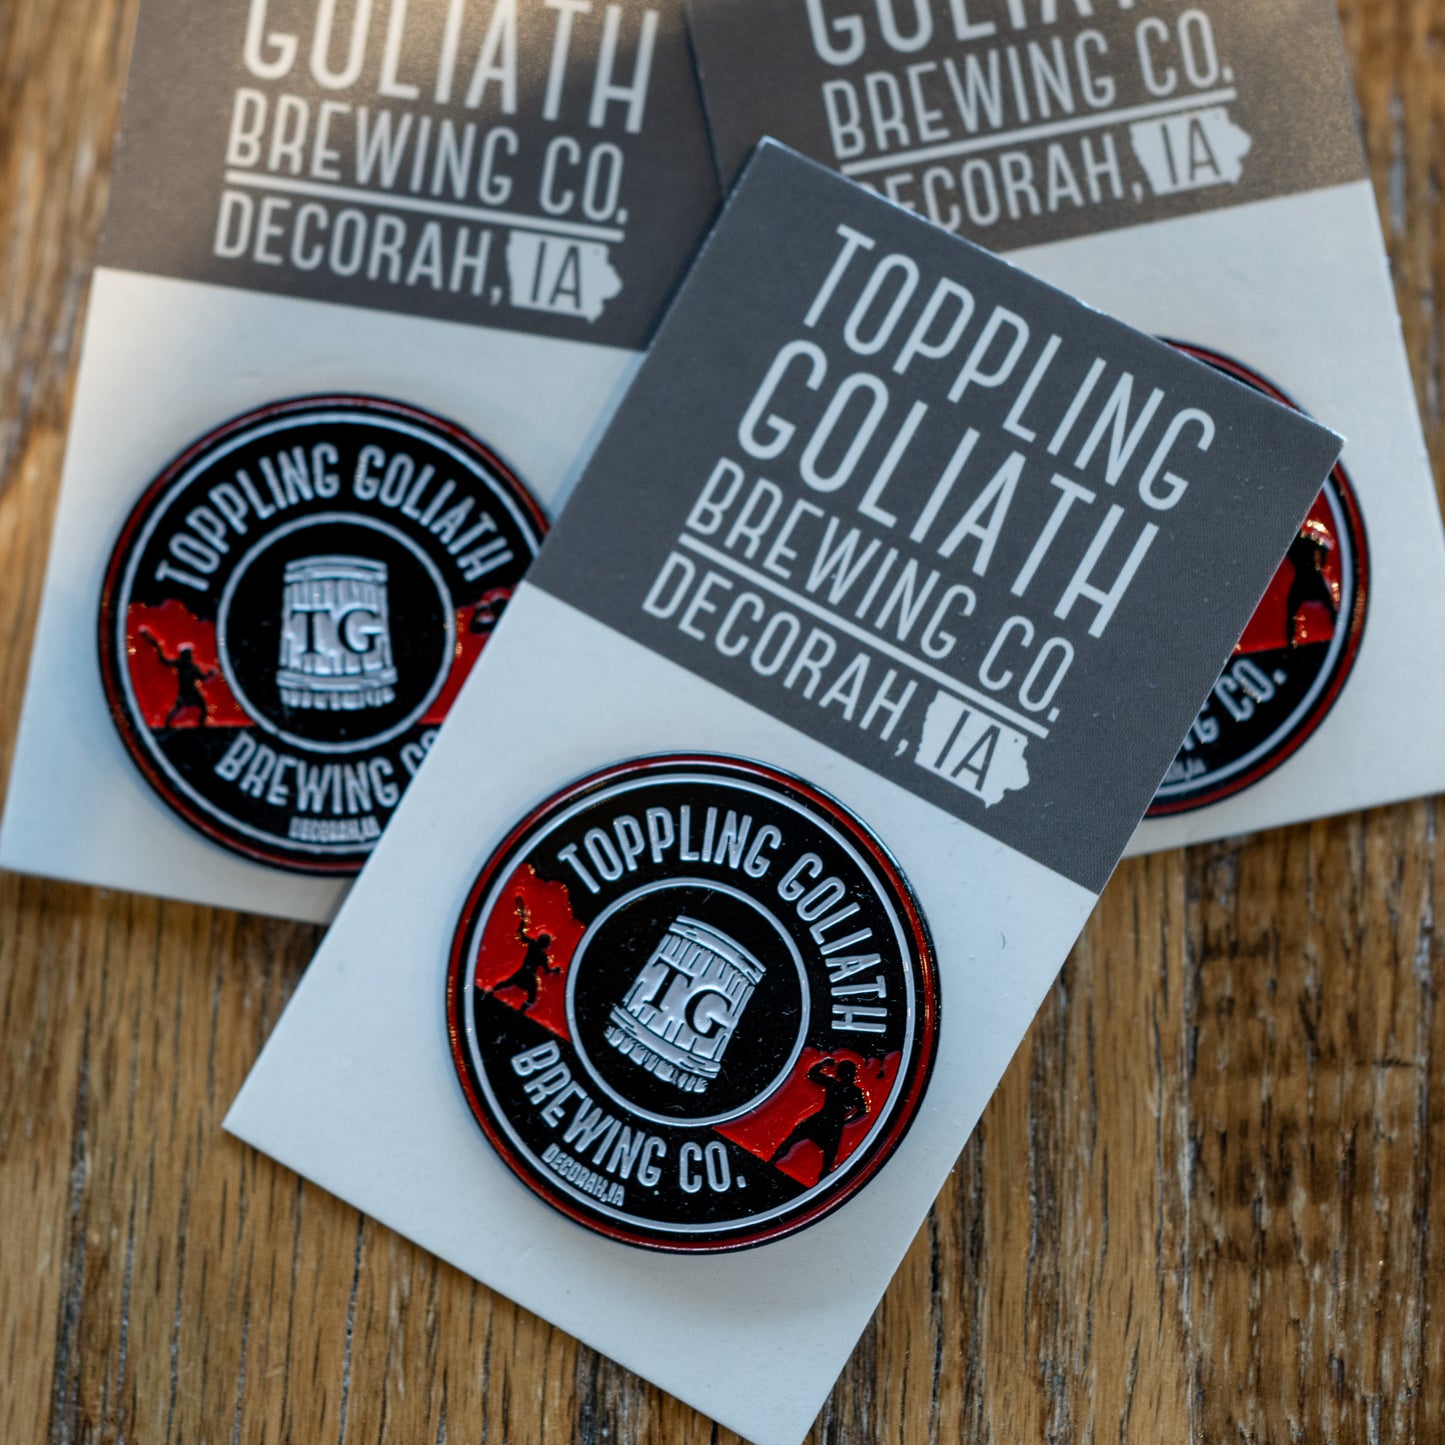 GOLIATH
BREWING CO.
DECORAH, IA
TOPPLING GOLIATH
TG
BREWING
DECORAH, IA
GOLIATH
BREWING CO.
DECORAH, IA
CO.
TOPPLING
GOLIATH
BREWING CO.
DECORAH, IA
TOPPLING GOLIATH
TG
BREWING CO.
DECORAH, IA